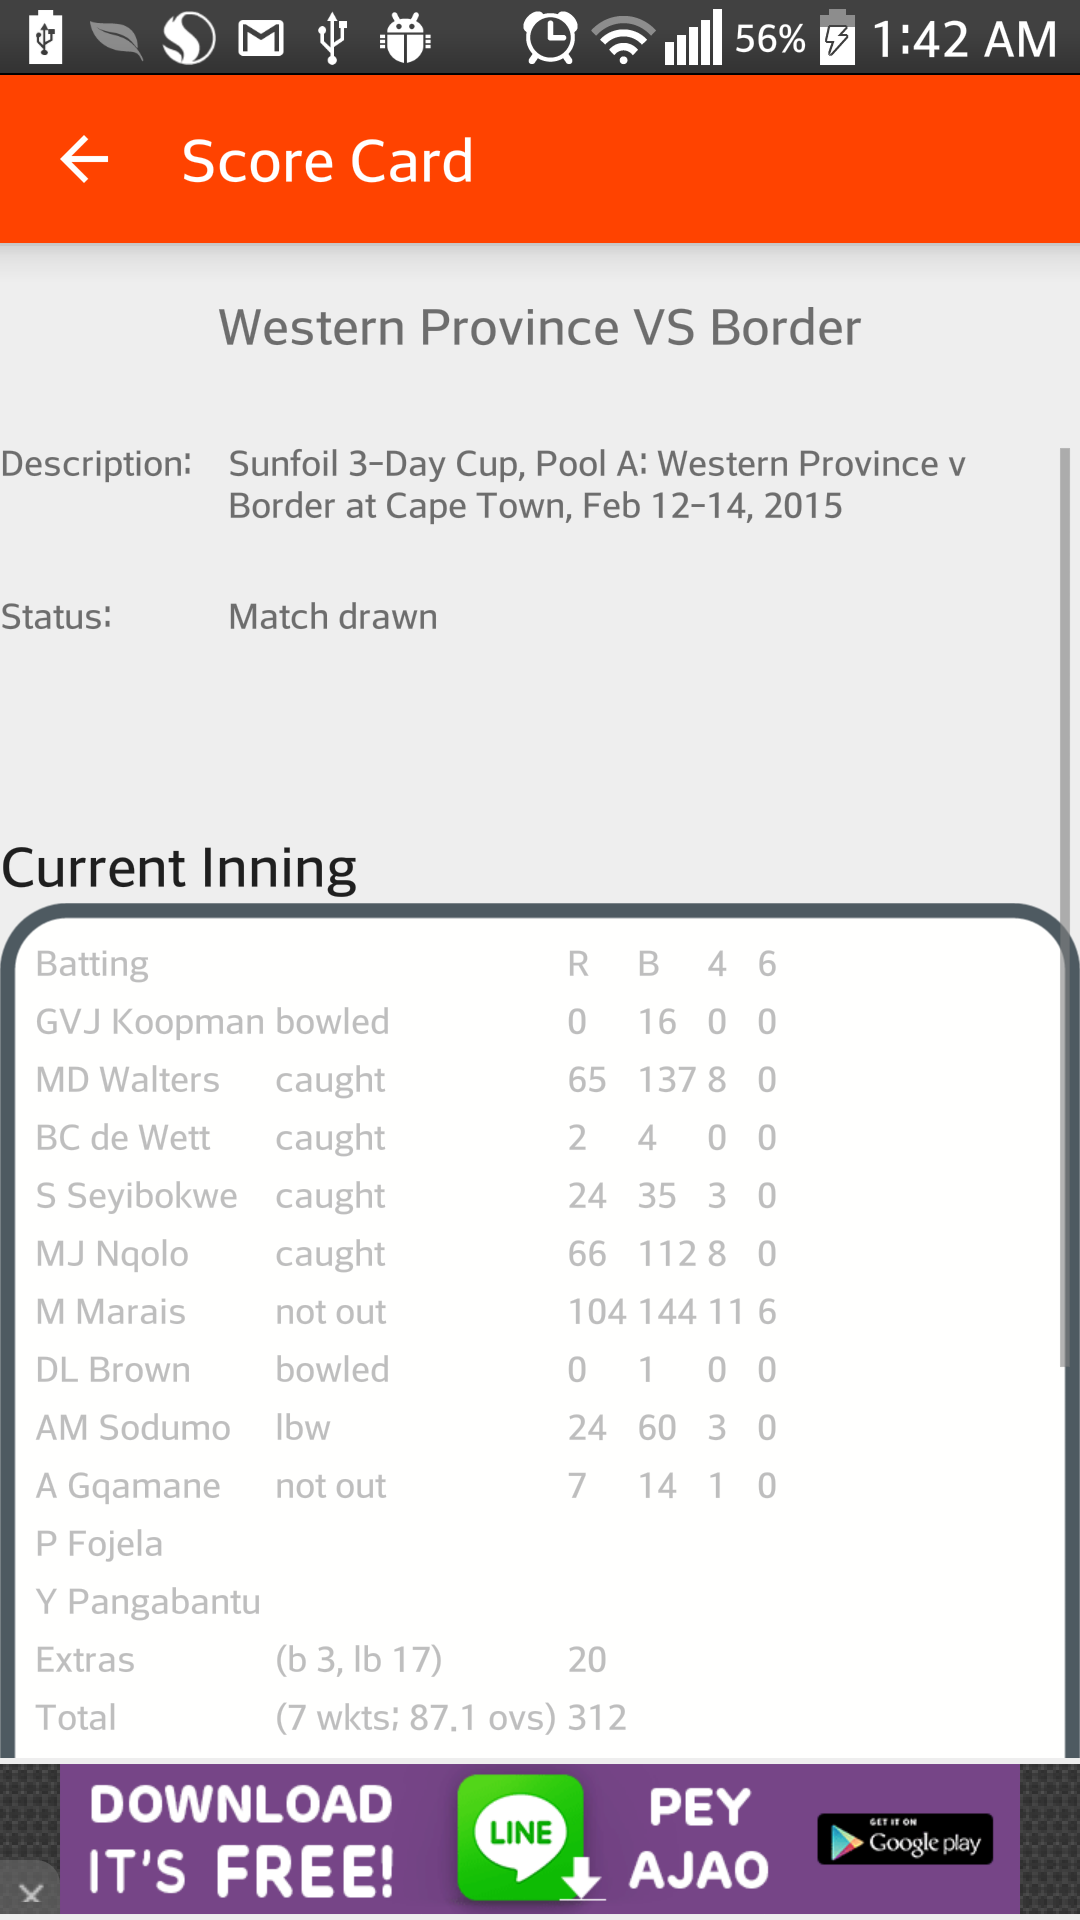 56% 1:42 AM
Score Card
Western Province VS Border
Description: Sunfoil 3-Day Cup, Pool A: Western Province v
Border at Cape Town, Feb 12-14, 2015
Status: Match drawn
Current Inning
Batting R B 4 6
GVJ Koopman bowled 0 16 0 0
MD Walters caught 65 137 8 0
BC de Wett caught 2 4 0 0
S Seyibokwe caught 24 35 3 0
MJ Nqolo caught 66 112 8 0
M Marais not out 104 144 11 6
DL Brown bowled 0 1 0 0
AM Sodumo lbw 24 60 3 0
A Gqamane not out 7 14 1 0
P Fojela
Y Pangabantu
Extras (b 3, lb 17) 20
Total (7 wkts; 87.1 ovs) 312
DOWNLOAD
IT'S FREE!
LINE
PEY
AJAO
GET IT ON
Google play